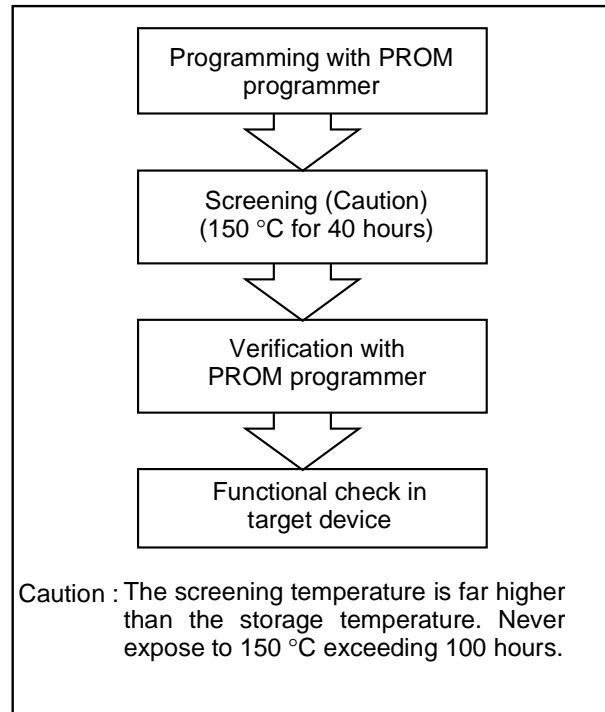 Programming with PROM
programmer
Screening (Caution)
(150 °C for 40 hours)
Verification with
PROM programmer
Functional check in
target device
Caution : The screening temperature is far higher
than the storage temperature. Never
expose to 150 °C exceeding 100 hours.